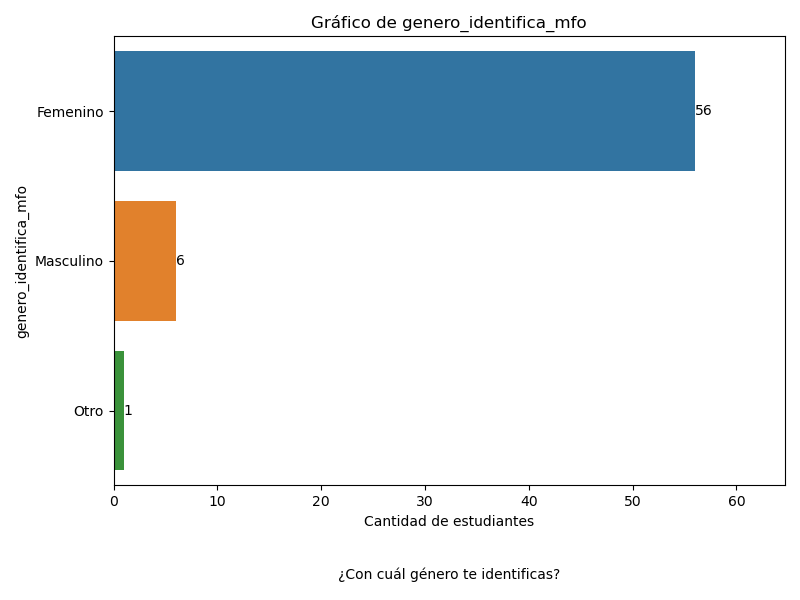 Gráfico de genero_identifica_mfo
genero_identifica_mfo
Femenino
56
Masculino
6
Otro
1
0 10 20 30 40 50 60
Cantidad de estudiantes
¿Con cuál género te identificas?